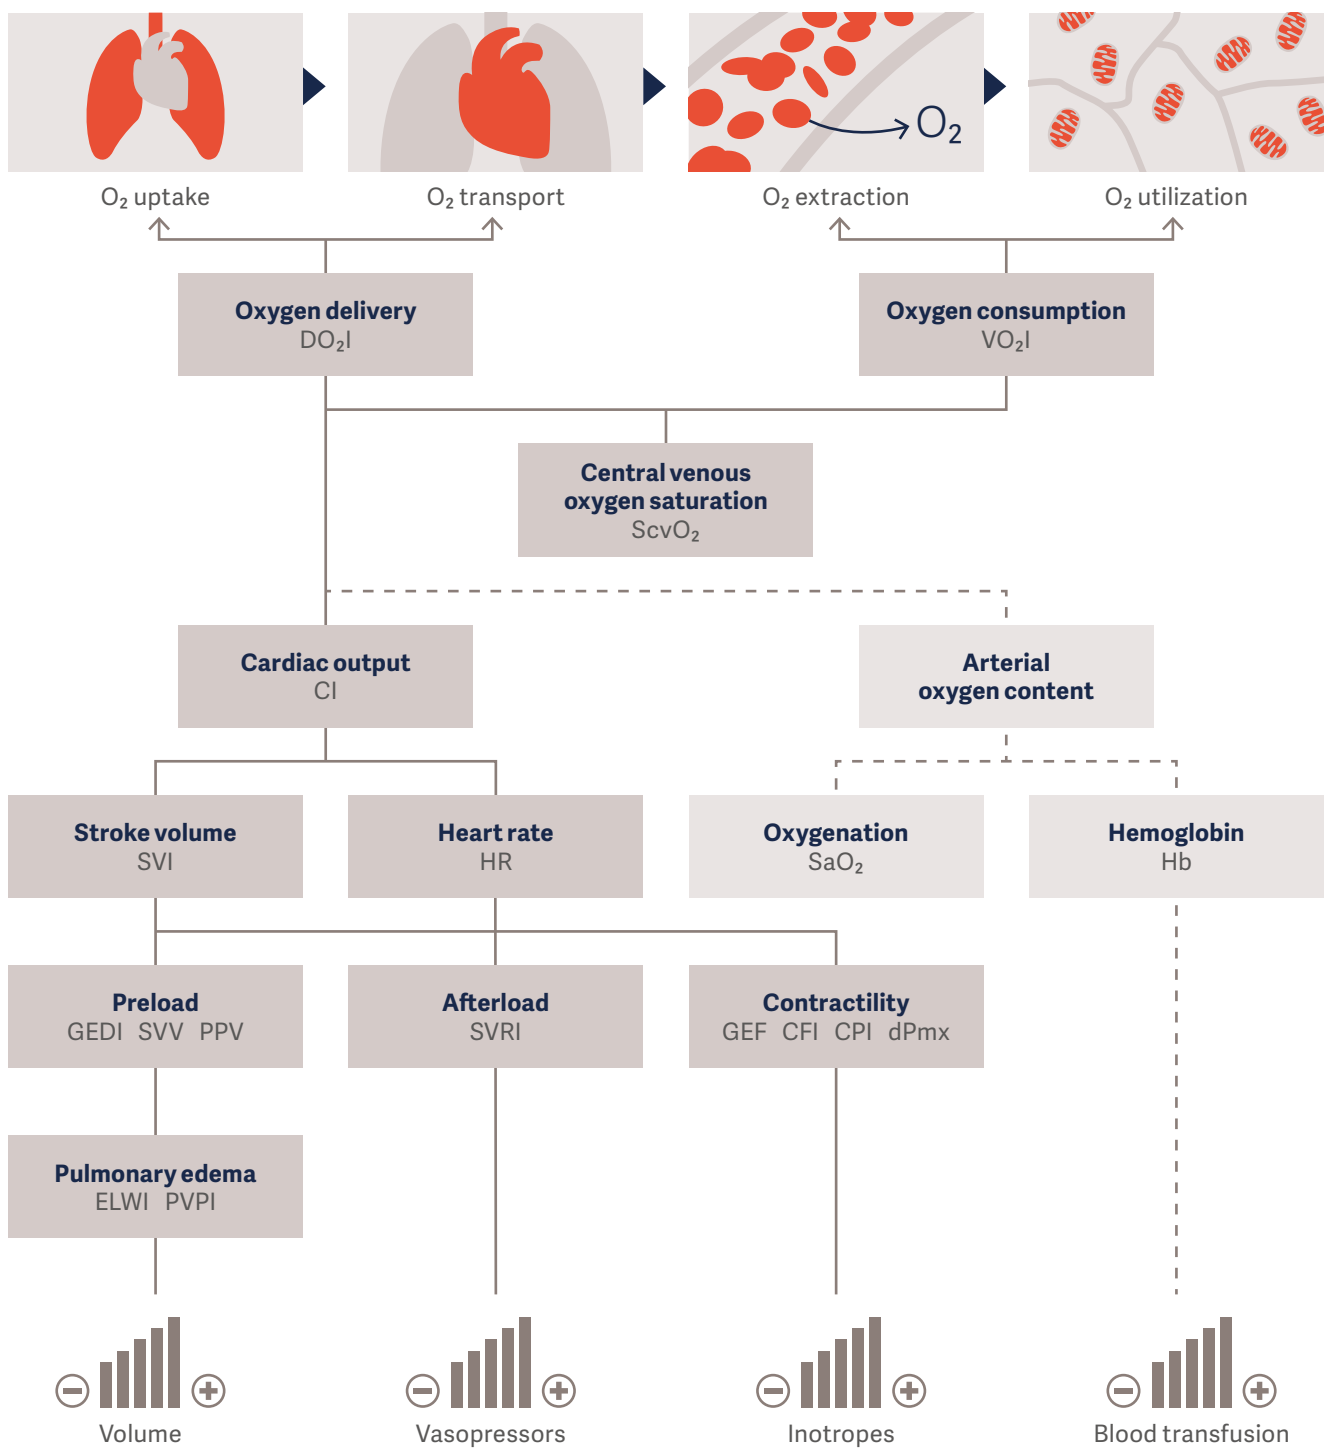 O₂
O₂ uptake
O₂ transport
O₂ extraction
O₂ utilization
Oxygen delivery
DO₂I
Oxygen consumption
VO₂I
Central venous
oxygen saturation
ScvO₂
Cardiac output
CI
Arterial
oxygen content
Stroke volume
SVI
Heart rate
HR
Oxygenation
SaO₂
Hemoglobin
Hb
Preload
GEDI SVV PPV
Afterload
SVRI
Contractility
GEF CFI CPI dPmx
Pulmonary edema
ELWI PVPI
Volume
Vasopressors
Inotropes
Blood transfusion